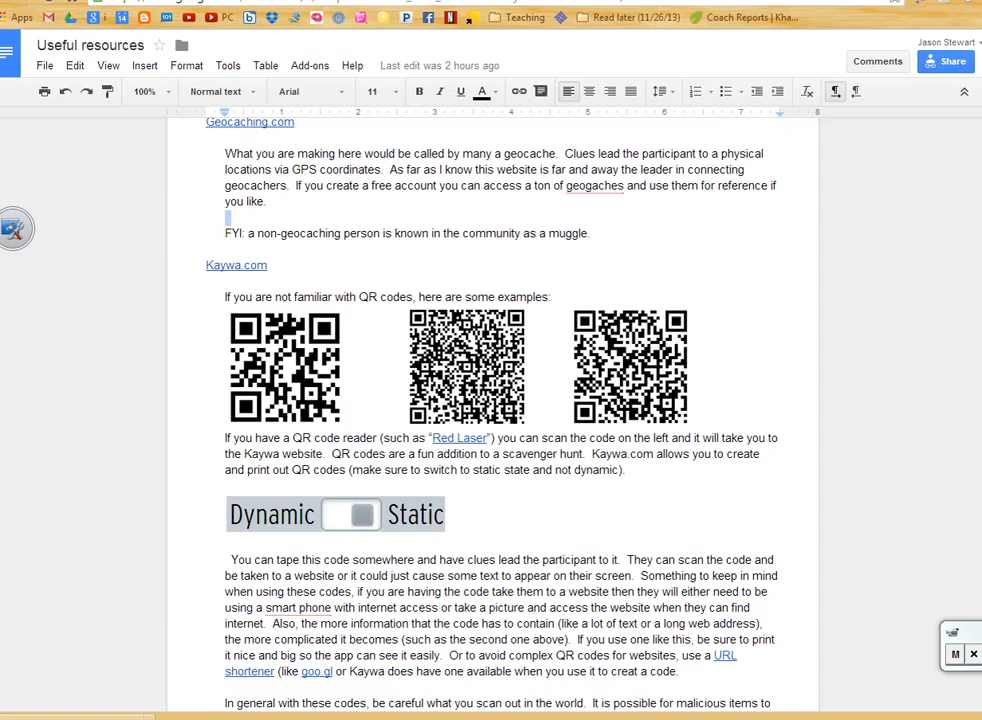 Apps
PC
Teaching
Read later (11/26/13)
Coach Reports | Kha...
Useful resources
Jason Stewart
File Edit View Insert Format Tools Table Add-ons Help Last edit was 2 hours ago
Comments
Share
100% Normal text Arial 11 B I U A
1 2 3 4 5 6 7 8
Geocaching.com
What you are making here would be called by many a geocache. Clues lead the participant to a physical
locations via GPS coordinates. As far as I know this website is far and away the leader in connecting
geocachers. If you create a free account you can access a ton of geogaches and use them for reference if
you like.
FYI: a non-geocaching person is known in the community as a muggle.
Kaywa.com
If you are not familiar with QR codes, here are some examples:
If you have a QR code reader (such as “Red Laser”) you can scan the code on the left and it will take you to
the Kaywa website. QR codes are a fun addition to a scavenger hunt. Kaywa.com allows you to create
and print out QR codes (make sure to switch to static state and not dynamic).
Dynamic Static
You can tape this code somewhere and have clues lead the participant to it. They can scan the code and
be taken to a website or it could just cause some text to appear on their screen. Something to keep in mind
when using these codes, if you are having the code take them to a website then they will either need to be
using a smart phone with internet access or take a picture and access the website when they can find
internet. Also, the more information that the code has to contain (like a lot of text or a long web address),
the more complicated it becomes (such as the second one above). If you use one like this, be sure to print
it nice and big so the app can see it easily. Or to avoid complex QR codes for websites, use a URL
shortener (like goo.gl or Kaywa does have one available when you use it to creat a code.
In general with these codes, be careful what you scan out in the world. It is possible for malicious items to
M